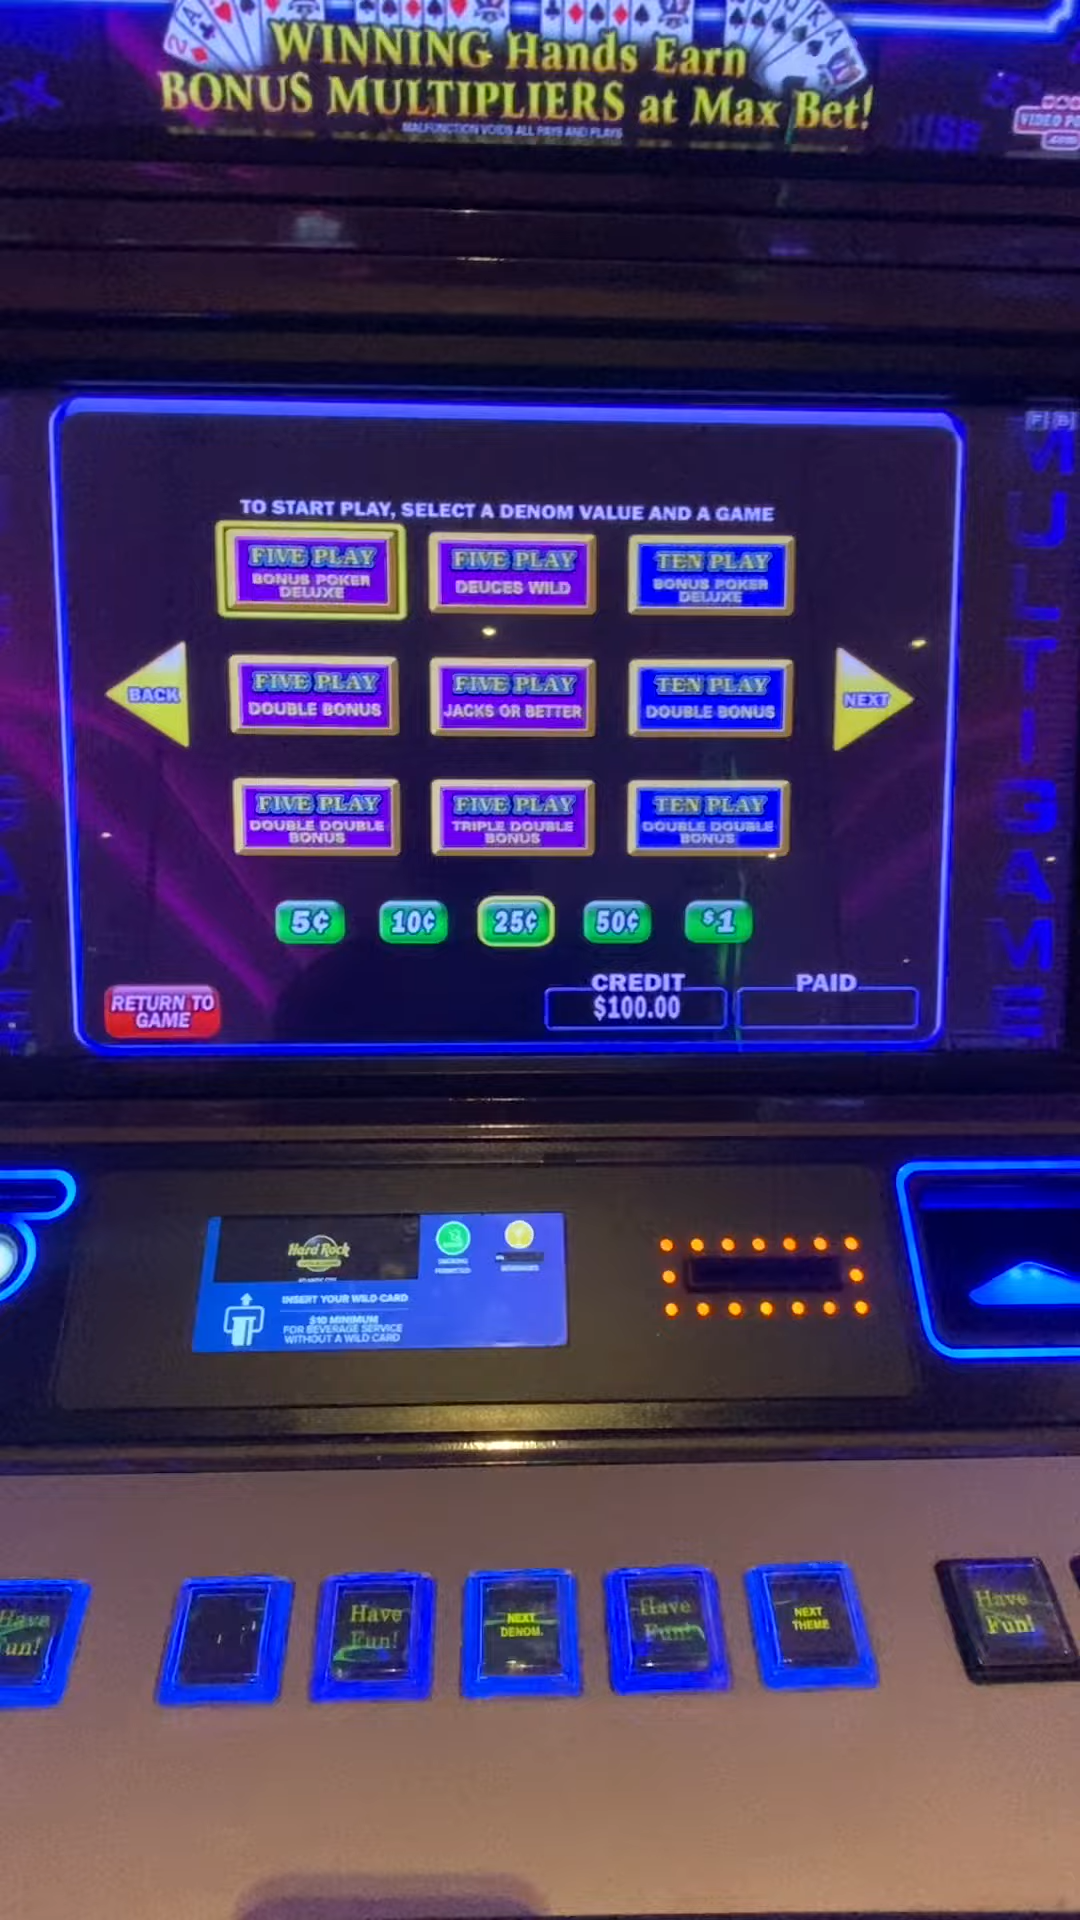 WINNING Hands Earn
BONUS MULTIPLIERS at Max Bet!
MALFUNCTION VOIDS ALL PAYS AND PLAYS
VIDEO PO
.com
MULTIGAME
TO START PLAY, SELECT A DENOM VALUE AND A GAME
FIVE PLAY
BONUS POKER
DELUXE
FIVE PLAY
DEUCES WILD
TEN PLAY
BONUS POKER
DELUXE
BACK
FIVE PLAY
DOUBLE BONUS
FIVE PLAY
JACKS OR BETTER
TEN PLAY
DOUBLE BONUS
NEXT
FIVE PLAY
DOUBLE DOUBLE
BONUS
FIVE PLAY
TRIPLE DOUBLE
BONUS
TEN PLAY
DOUBLE DOUBLE
BONUS
5¢
10¢
25¢
50¢
$1
RETURN TO
GAME
CREDIT
$100.00
PAID
Hard Rock
INSERT YOUR WILD CARD
$10 MINIMUM
FOR BEVERAGE SERVICE
WITHOUT A WILD CARD
Have
Fun!
Have
Fun!
NEXT
DENOM.
Have
Fun!
NEXT
THEME
Have
Fun!